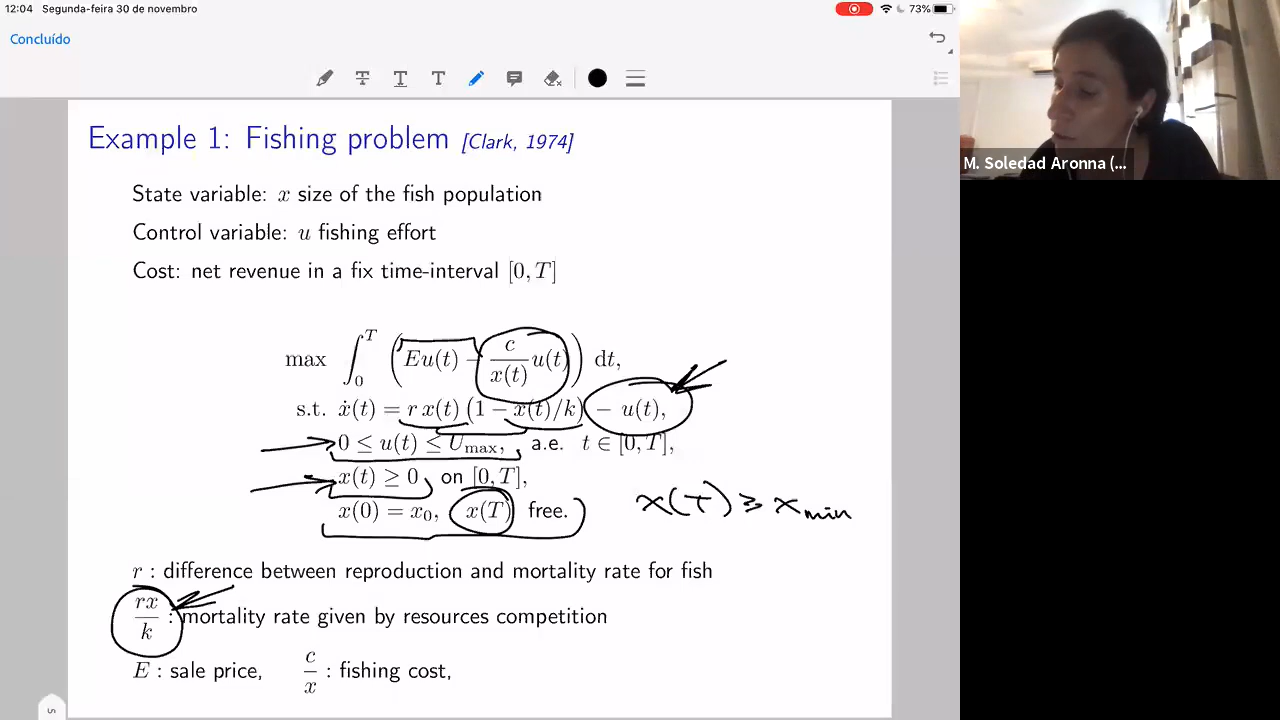 12:04 Segunda-feira 30 de novembro 73%
Concluído
T T T
Example 1: Fishing problem [Clark, 1974]
State variable: x size of the fish population
Control variable: u fishing effort
Cost: net revenue in a fix time-interval [0, T]
max ∫₀ᵀ (Eu(t) − c/x(t) u(t)) dt,
s.t. ẋ(t) = r x(t) (1 − x(t)/k) − u(t),
0 ≤ u(t) ≤ U_max, a.e. t ∈ [0, T],
x(t) ≥ 0 on [0, T],
x(0) = x₀, x(T) free.
x(T) ≥ x_min
r : difference between reproduction and mortality rate for fish
rx/k : mortality rate given by resources competition
E : sale price, c/x : fishing cost,
5
M. Soledad Aronna (...